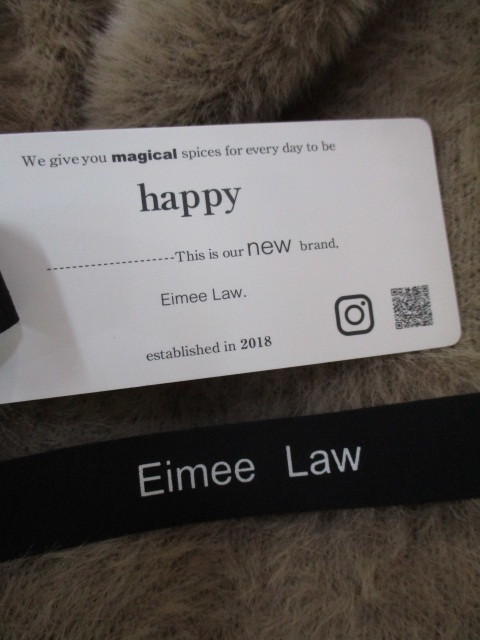 We give you magical spices for every day to be
happy
----------------------This is our new brand,
Eimee Law.
established in 2018
Eimee Law